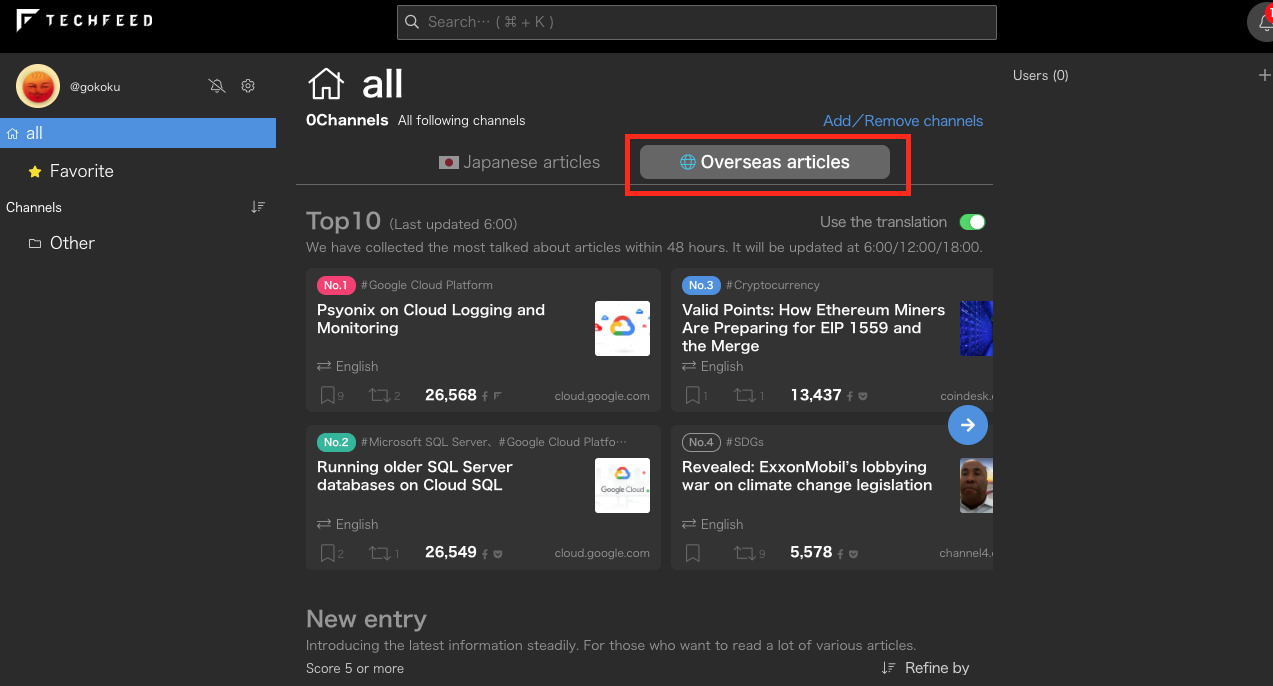 TECHFEED
Search… ( ⌘ + K )
1
@gokoku
all
Favorite
Channels
Other
all
0Channels All following channels
Add／Remove channels
Japanese articles
Overseas articles
Top10 (Last updated 6:00)
Use the translation
We have collected the most talked about articles within 48 hours. It will be updated at 6:00/12:00/18:00.
No.1 #Google Cloud Platform
Psyonix on Cloud Logging and
Monitoring
English
9 2 26,568 cloud.google.com
No.3 #Cryptocurrency
Valid Points: How Ethereum Miners
Are Preparing for EIP 1559 and
the Merge
English
1 1 13,437 coindesk.c
No.2 #Microsoft SQL Server、#Google Cloud Platfo…
Running older SQL Server
databases on Cloud SQL
Google Cloud
English
2 1 26,549 cloud.google.com
No.4 #SDGs
Revealed: ExxonMobil's lobbying
war on climate change legislation
English
9 5,578 channel4.c
New entry
Introducing the latest information steadily. For those who want to read a lot of various articles.
Score 5 or more
Refine by
Users (0)